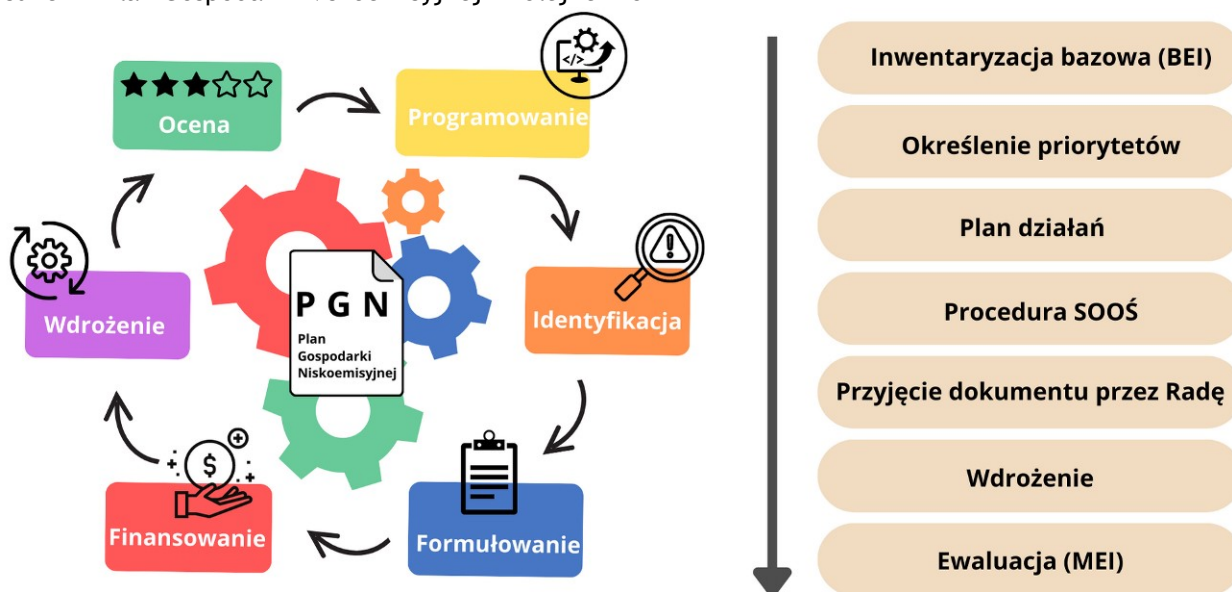 Ocena
Programowanie
</>
Wdrożenie
P G N
Plan
Gospodarki
Niskoemisyjnej
Identyfikacja
$
Finansowanie
Formułowanie
Inwentaryzacja bazowa (BEI)
Określenie priorytetów
Plan działań
Procedura SOOŚ
Przyjęcie dokumentu przez Radę
Wdrożenie
Ewaluacja (MEI)